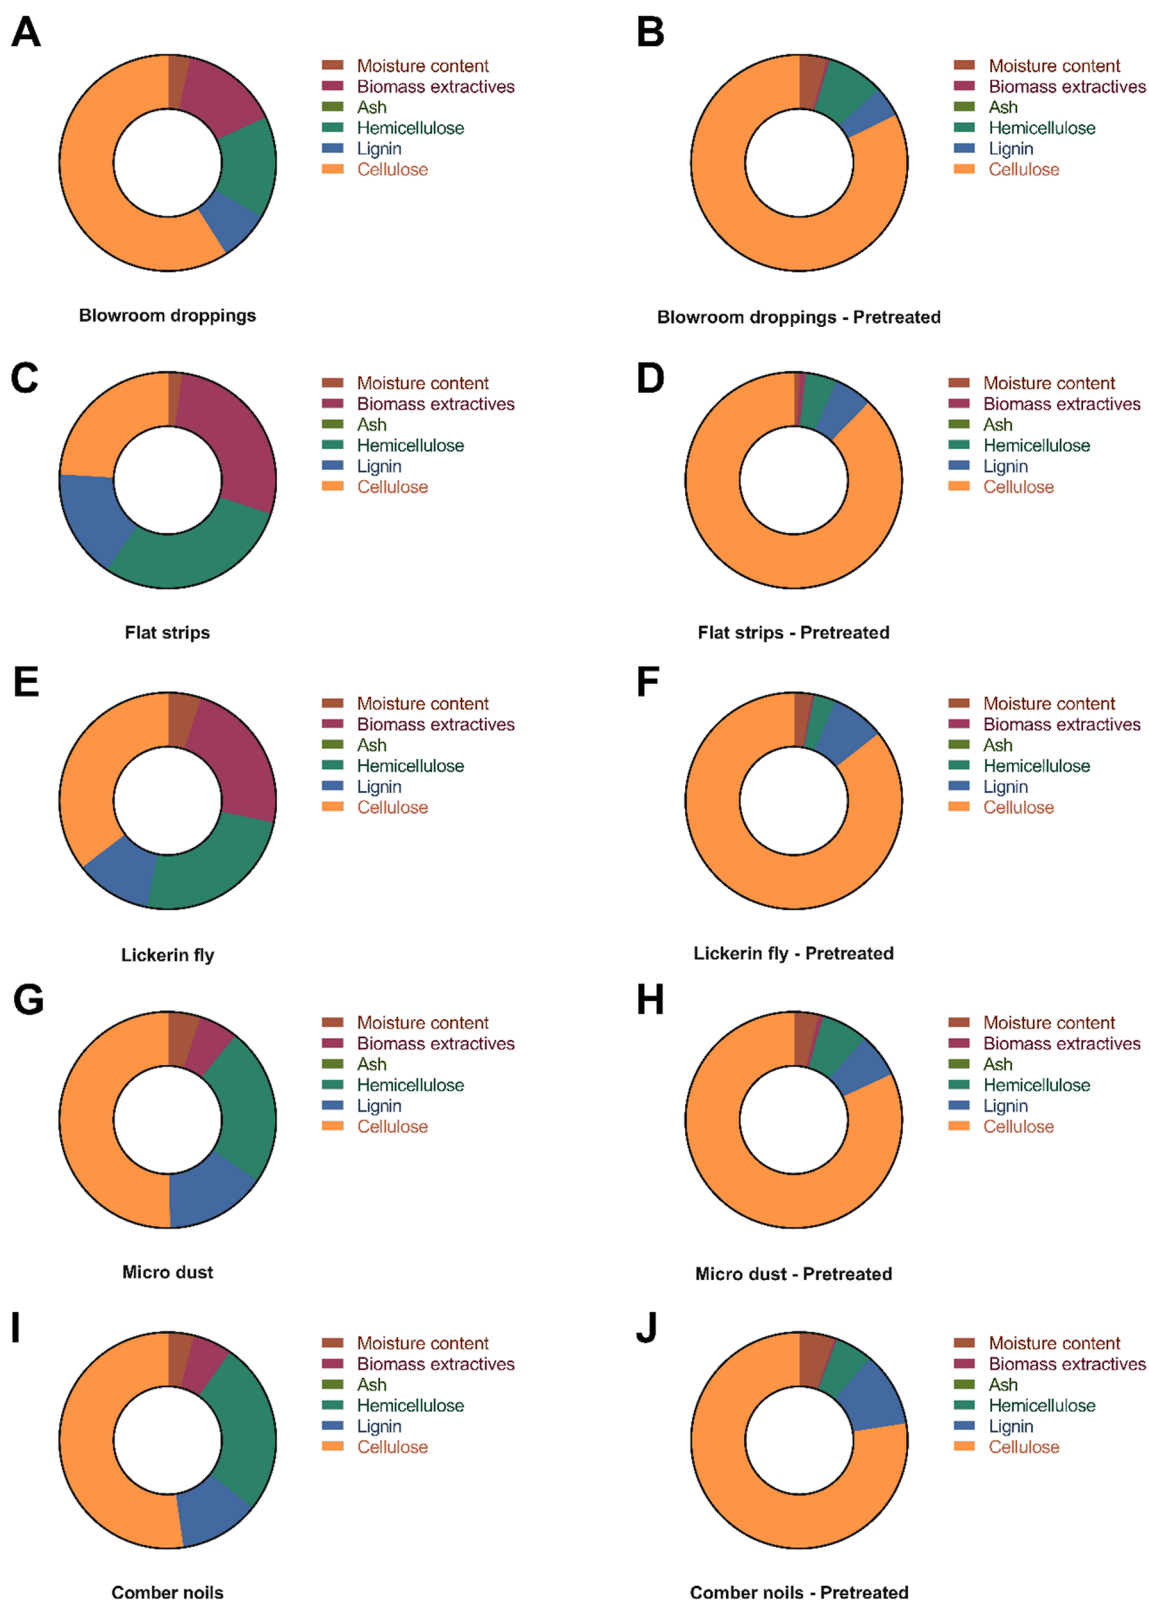 A
Moisture content
Biomass extractives
Ash
Hemicellulose
Lignin
Cellulose
Blowroom droppings
B
Moisture content
Biomass extractives
Ash
Hemicellulose
Lignin
Cellulose
Blowroom droppings - Pretreated
C
Moisture content
Biomass extractives
Ash
Hemicellulose
Lignin
Cellulose
Flat strips
D
Moisture content
Biomass extractives
Ash
Hemicellulose
Lignin
Cellulose
Flat strips - Pretreated
E
Moisture content
Biomass extractives
Ash
Hemicellulose
Lignin
Cellulose
Lickerin fly
F
Moisture content
Biomass extractives
Ash
Hemicellulose
Lignin
Cellulose
Lickerin fly - Pretreated
G
Moisture content
Biomass extractives
Ash
Hemicellulose
Lignin
Cellulose
Micro dust
H
Moisture content
Biomass extractives
Ash
Hemicellulose
Lignin
Cellulose
Micro dust - Pretreated
I
Moisture content
Biomass extractives
Ash
Hemicellulose
Lignin
Cellulose
Comber noils
J
Moisture content
Biomass extractives
Ash
Hemicellulose
Lignin
Cellulose
Comber noils - Pretreated